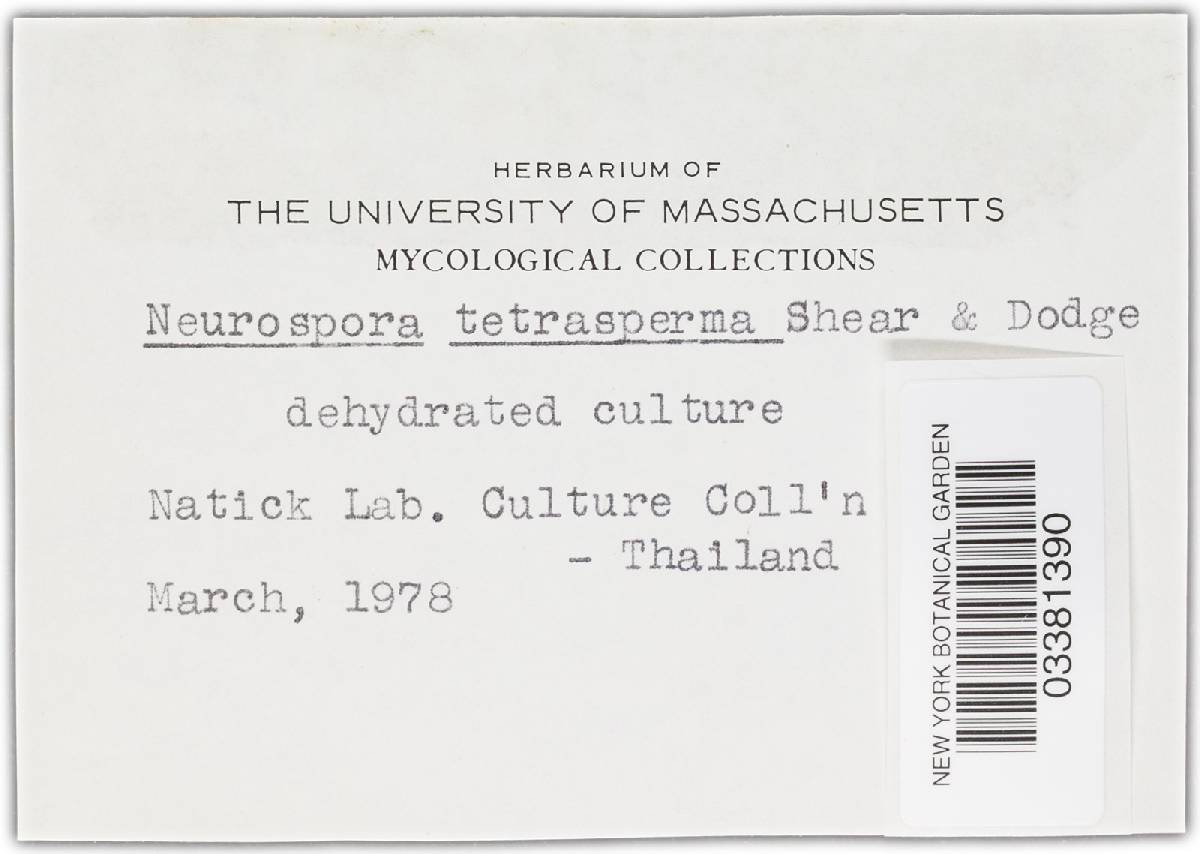 HERBARIUM OF
THE UNIVERSITY OF MASSACHUSETTS
MYCOLOGICAL COLLECTIONS
Neurospora tetrasperma Shear & Dodge
dehydrated culture
Natick Lab. Culture Coll'n
- Thailand
March, 1978
NEW YORK BOTANICAL GARDEN
03381390